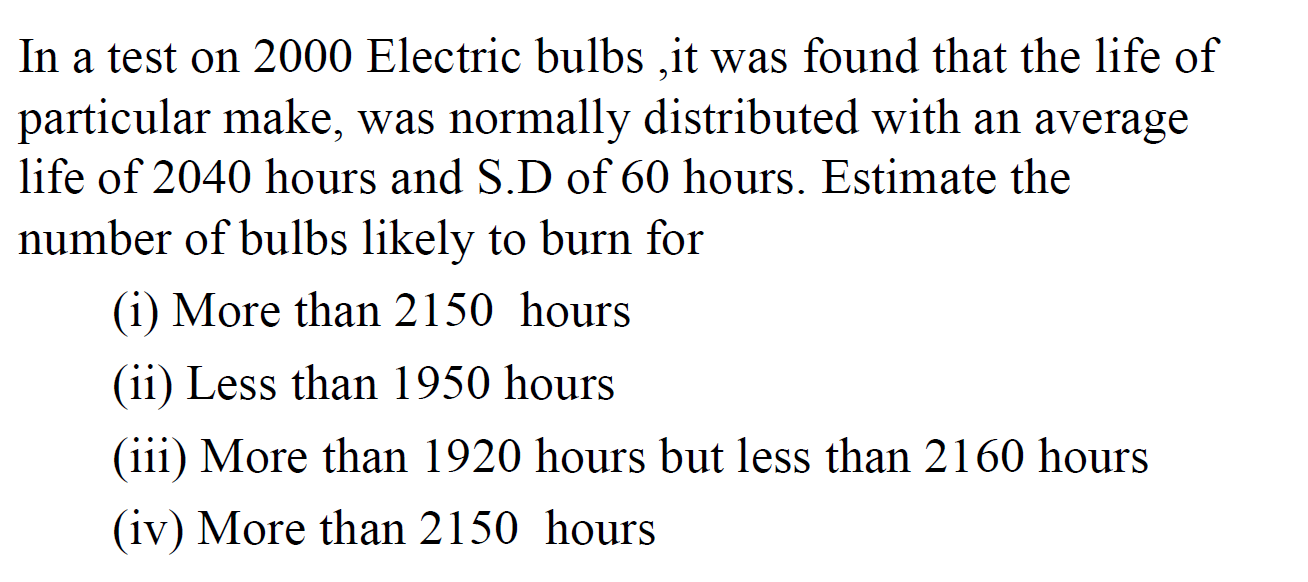 In a test on 2000 Electric bulbs ,it was found that the life of
particular make, was normally distributed with an average
life of 2040 hours and S.D of 60 hours. Estimate the
number of bulbs likely to burn for
(i) More than 2150 hours
(ii) Less than 1950 hours
(iii) More than 1920 hours but less than 2160 hours
(iv) More than 2150 hours